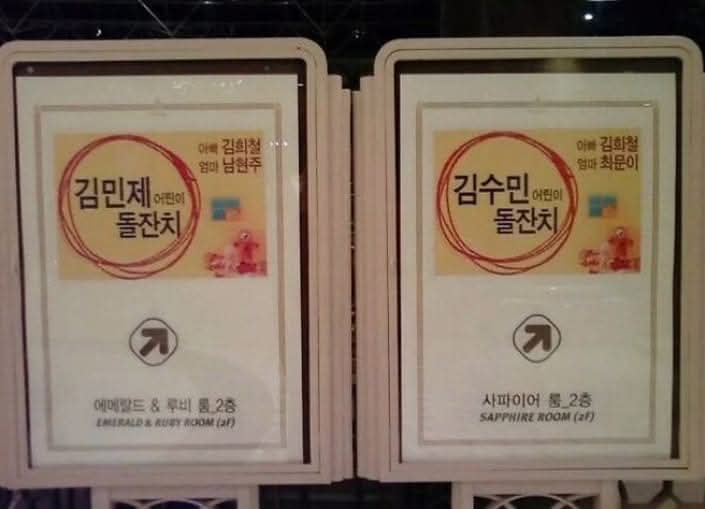 아빠 김희철
엄마 남현주
김민제 어린이
돌잔치
에메랄드 & 루비 룸_2층
EMERALD & RUBY ROOM (2F)
아빠 김희철
엄마 최문이
김수민 어린이
돌잔치
사파이어 룸_2층
SAPPHIRE ROOM (2F)